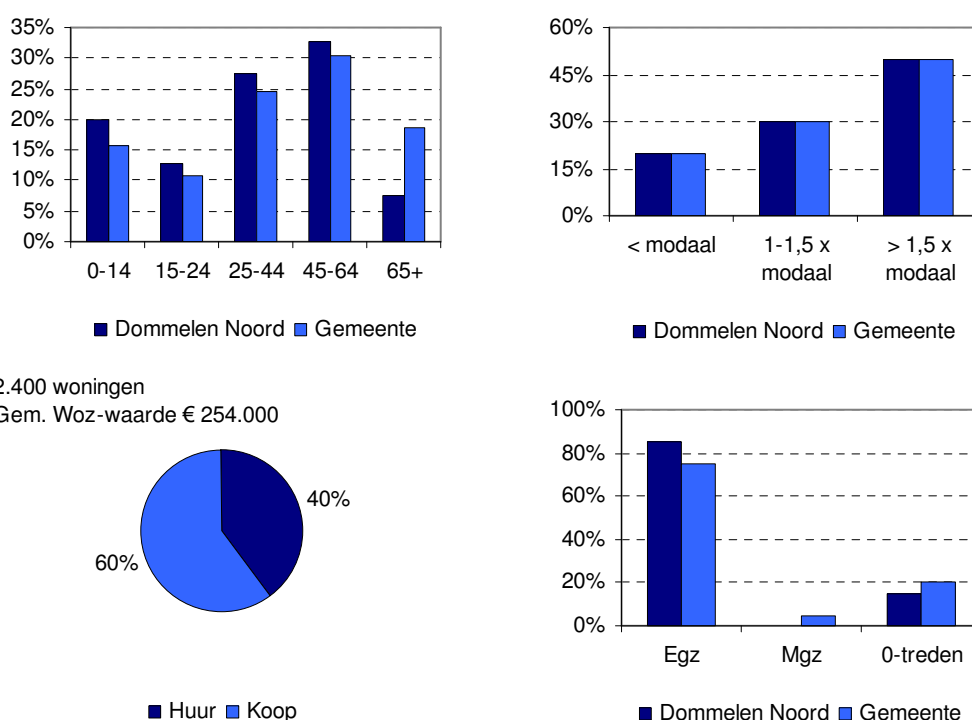 35%
30%
25%
20%
15%
10%
5%
0%
0-14 15-24 25-44 45-64 65+
Dommelen Noord Gemeente
60%
45%
30%
15%
0%
< modaal 1-1,5 x > 1,5 x
modaal modaal
Dommelen Noord Gemeente
2.400 woningen
Gem. Woz-waarde € 254.000
40%
60%
Huur Koop
100%
80%
60%
40%
20%
0%
Egz Mgz 0-treden
Dommelen Noord Gemeente